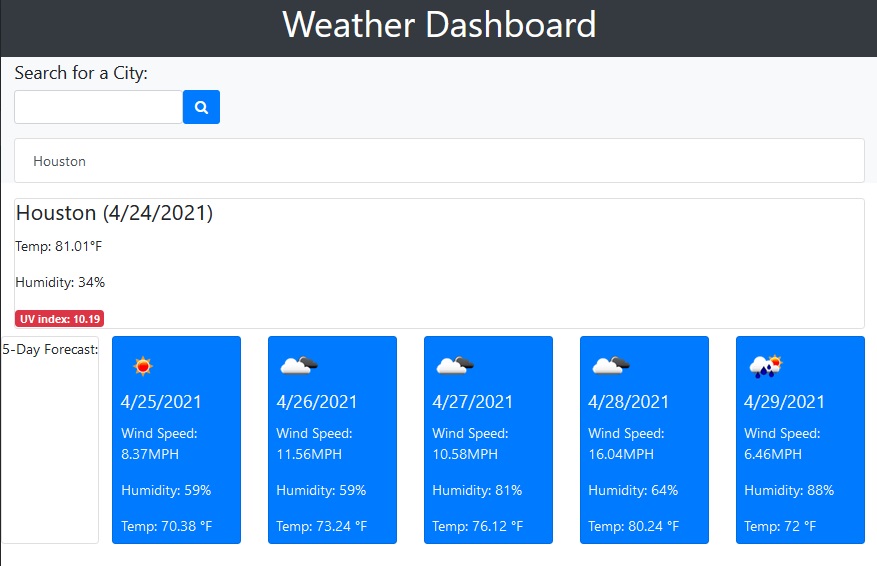 Weather Dashboard
Search for a City:
Houston
Houston (4/24/2021)
Temp: 81.01°F
Humidity: 34%
UV index: 10.19
5-Day Forecast:
4/25/2021
Wind Speed:
8.37MPH
Humidity: 59%
Temp: 70.38 °F
4/26/2021
Wind Speed:
11.56MPH
Humidity: 59%
Temp: 73.24 °F
4/27/2021
Wind Speed:
10.58MPH
Humidity: 81%
Temp: 76.12 °F
4/28/2021
Wind Speed:
16.04MPH
Humidity: 64%
Temp: 80.24 °F
4/29/2021
Wind Speed:
6.46MPH
Humidity: 88%
Temp: 72 °F